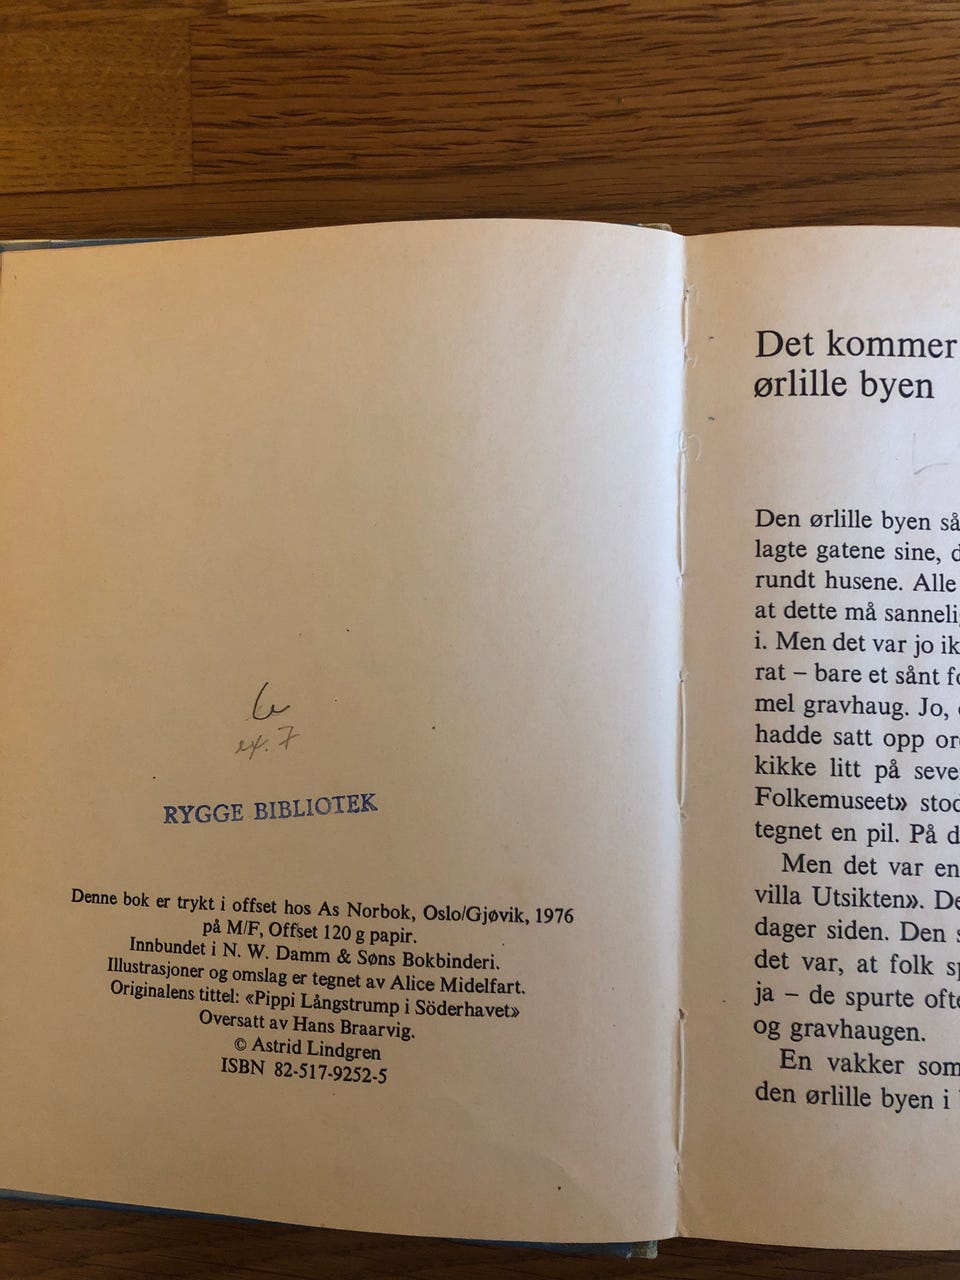 ex. 7
RYGGE BIBLIOTEK
Denne bok er trykt i offset hos As Norbok, Oslo/Gjøvik, 1976
på M/F, Offset 120 g papir.
Innbundet i N. W. Damm & Søns Bokbinderi.
Illustrasjoner og omslag er tegnet av Alice Midelfart.
Originalens tittel: «Pippi Långstrump i Söderhavet»
Oversatt av Hans Braarvig.
© Astrid Lindgren
ISBN 82-517-9252-5
Det kommer
ørlille byen
Den ørlille byen så
lagte gatene sine, d
rundt husene. Alle
at dette må sannelig
i. Men det var jo ik
rat – bare et sånt fo
mel gravhaug. Jo,
hadde satt opp ord
kikke litt på seve
Folkemuseet» stod
tegnet en pil. På d
Men det var en
villa Utsikten». De
dager siden. Den s
det var, at folk sp
ja – de spurte ofte
og gravhaugen.
En vakker som
den ørlille byen i